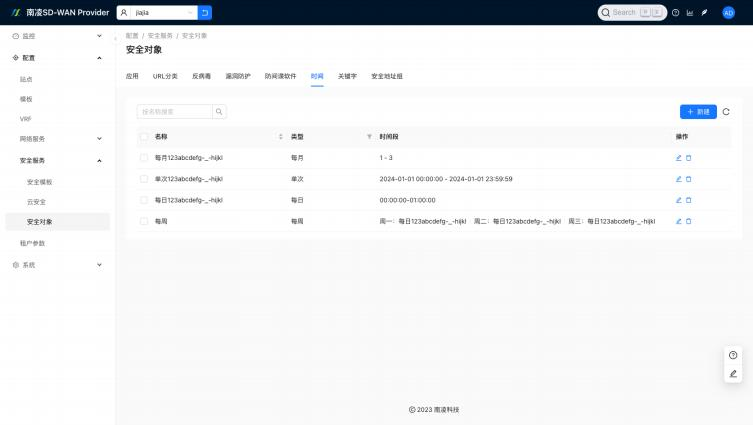 南凌SD-WAN Provider
jiajia
Search
AD
监控
配置
站点
模板
VRF
网络服务
安全服务
安全模板
云安全
安全对象
租户参数
系统
配置 / 安全服务 / 安全对象
安全对象
应用 URL分类 反病毒 漏洞防护 防间谍软件 时间 关键字 安全地址组
按名称搜索
+ 新建
名称 类型 时间段 操作
每月123abcdefg-_-hijkl 每月 1 - 3
单次123abcdefg-_-hijkl 单次 2024-01-01 00:00:00 - 2024-01-01 23:59:59
每日123abcdefg-_-hijkl 每日 00:00:00-01:00:00
每周 每周 周一：每日123abcdefg-_-hijkl 周二：每日123abcdefg-_-hijkl 周三：每日123abcdefg-_-hijkl
© 2023 南凌科技